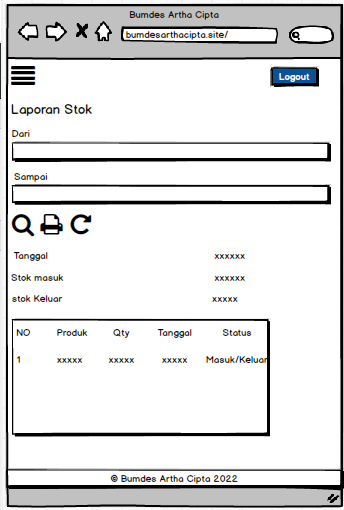 Bumdes Artha Cipta
bumdesarthacipta.site/
Logout
Laporan Stok
Dari
Sampai
Tanggal xxxxxx
Stok masuk xxxxxx
stok Keluar xxxxx
NO Produk Qty Tanggal Status
1 xxxxx xxxxx xxxxx Masuk/Keluar
© Bumdes Artha Cipta 2022